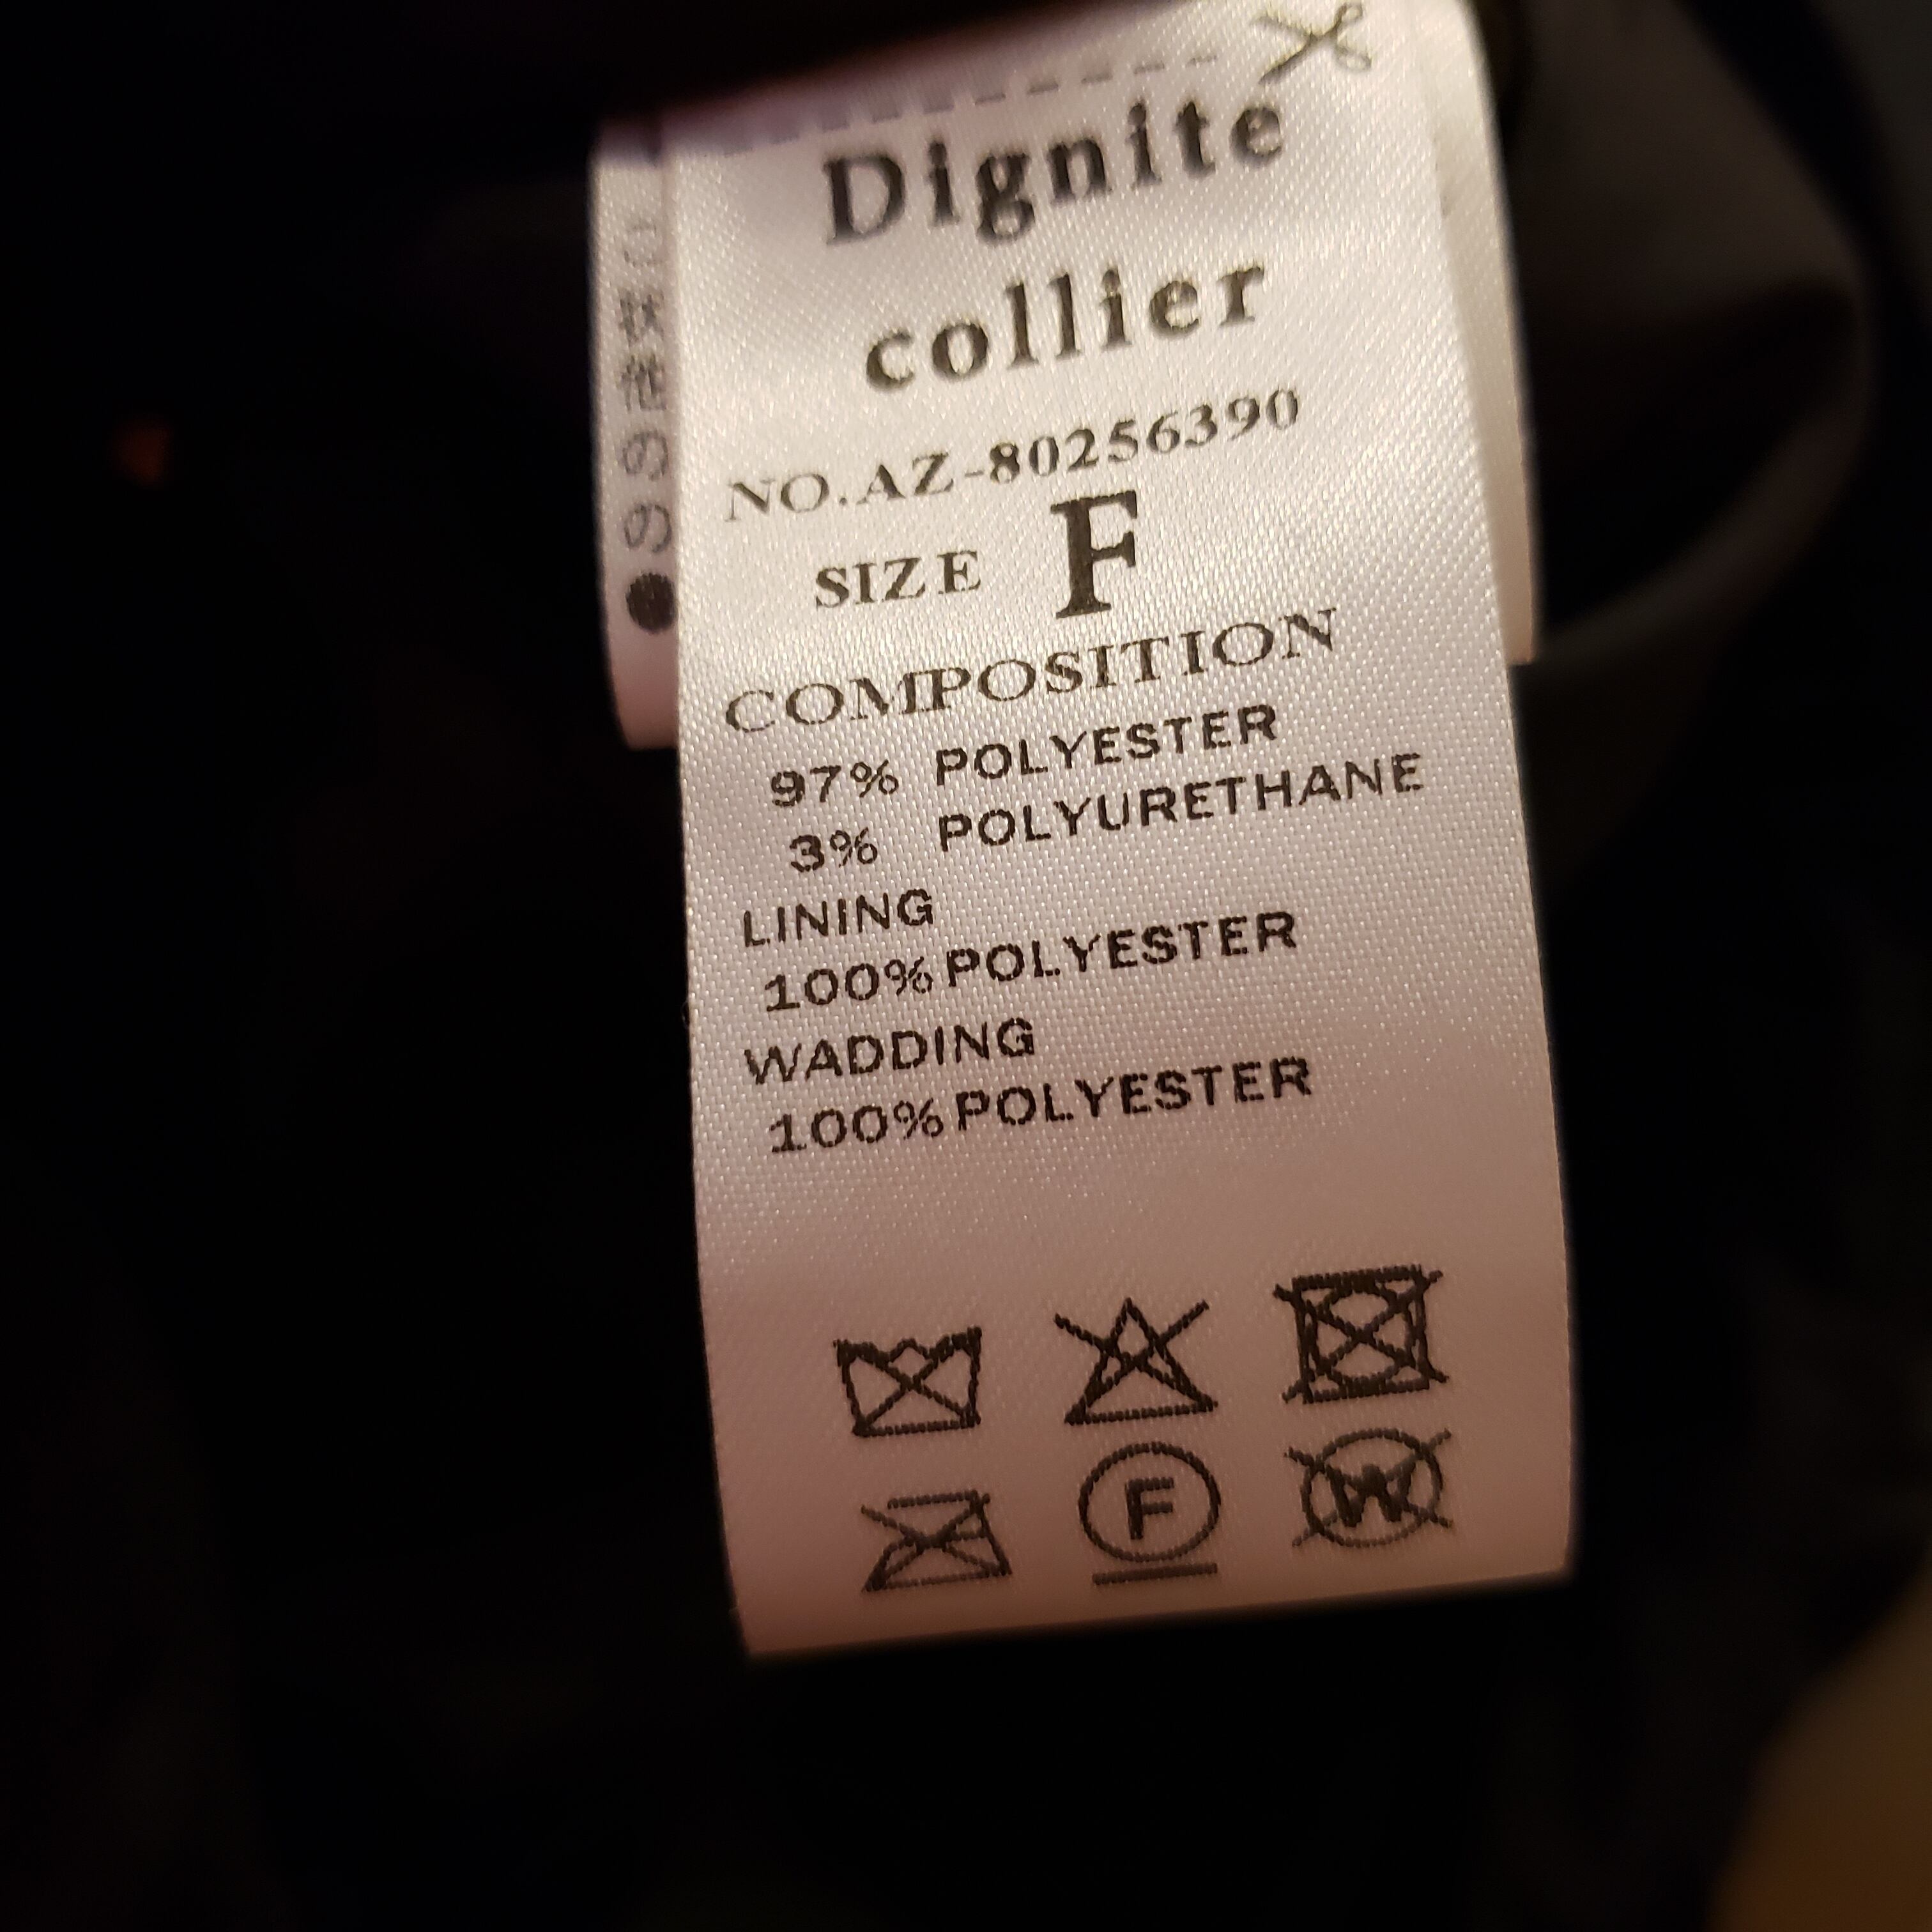 Dignite
collier
NO.AZ-80256390
SIZE F
COMPOSITION
97% POLYESTER
3% POLYURETHANE
LINING
100% POLYESTER
WADDING
100% POLYESTER
F
W